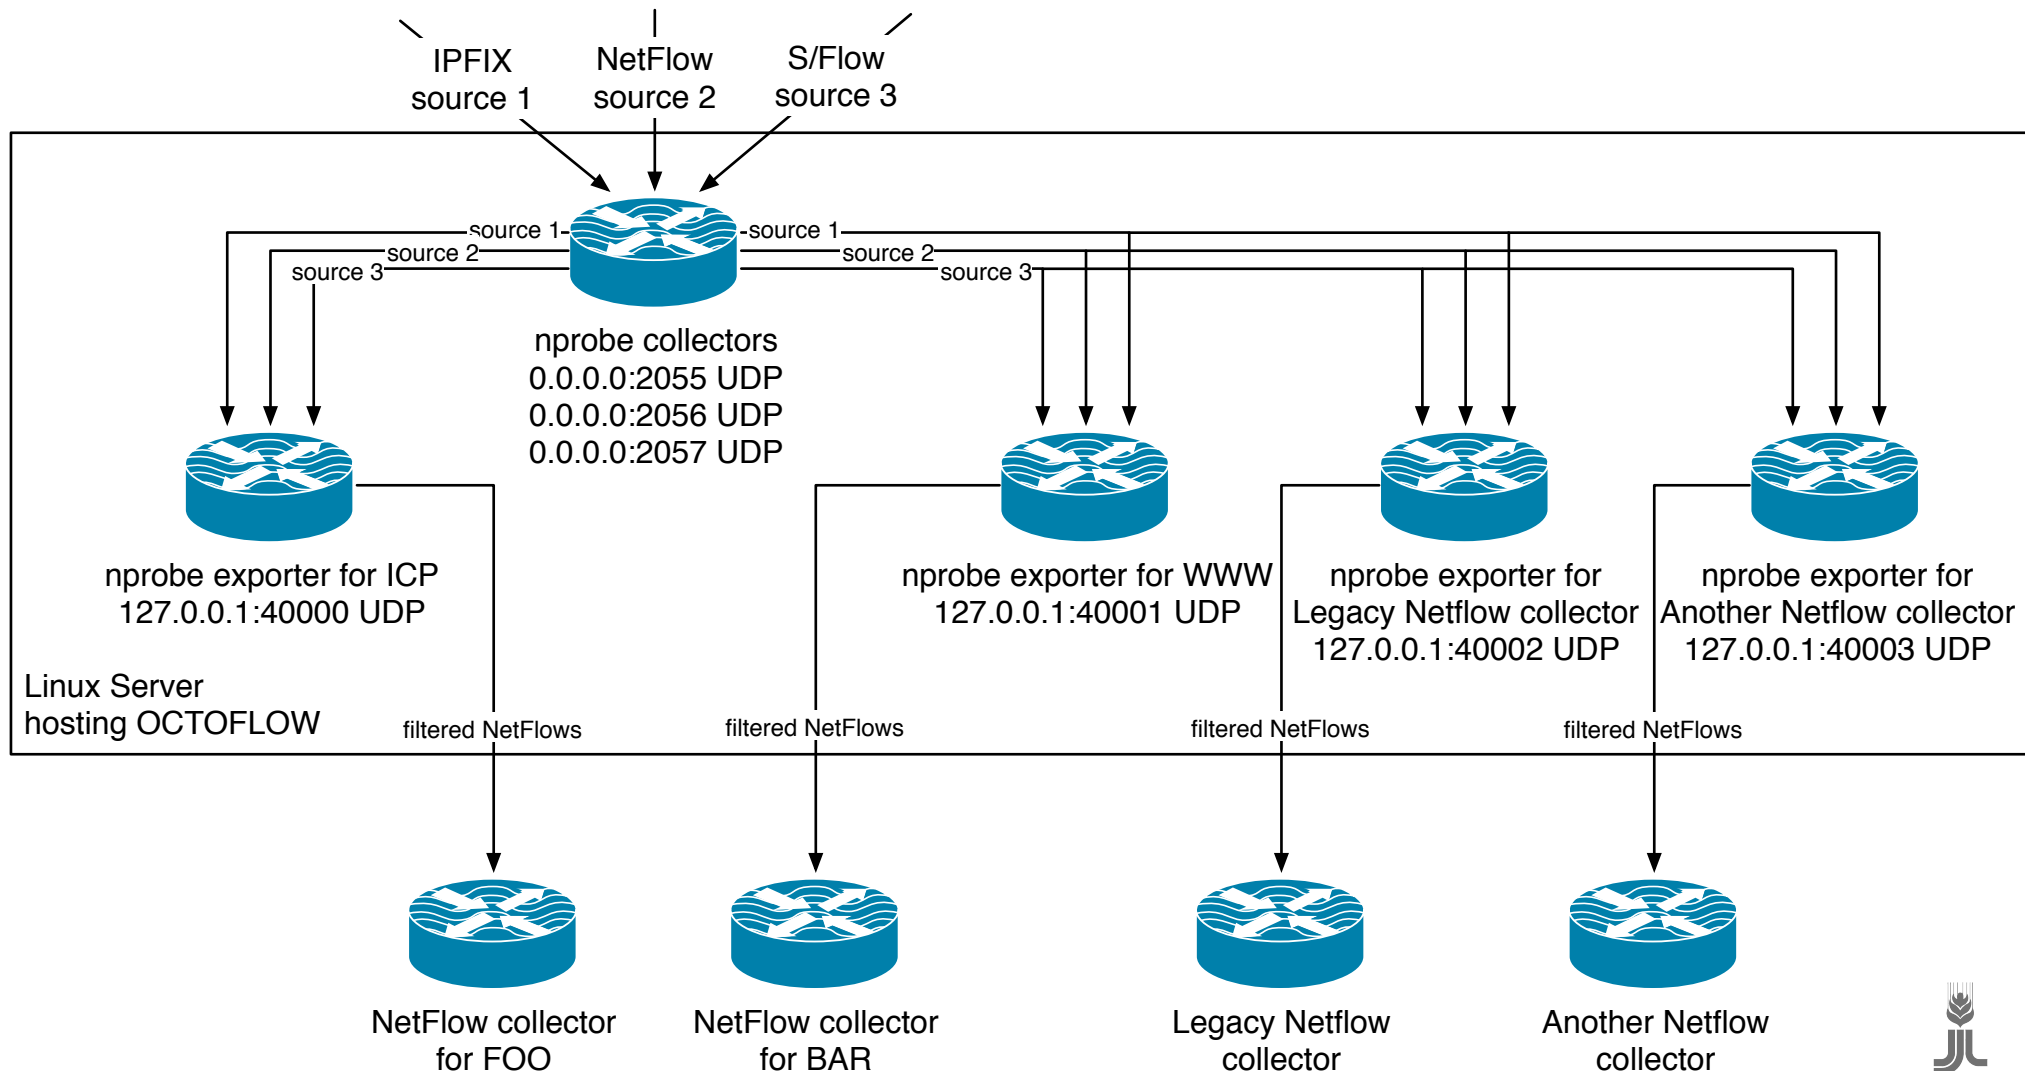 IPFIX
source 1
NetFlow
source 2
S/Flow
source 3
source 1
source 2
source 3
source 1
source 2
source 3
nprobe collectors
0.0.0.0:2055 UDP
0.0.0.0:2056 UDP
0.0.0.0:2057 UDP
nprobe exporter for ICP
127.0.0.1:40000 UDP
nprobe exporter for WWW
127.0.0.1:40001 UDP
nprobe exporter for
Legacy Netflow collector
127.0.0.1:40002 UDP
nprobe exporter for
Another Netflow collector
127.0.0.1:40003 UDP
Linux Server
hosting OCTOFLOW
filtered NetFlows
filtered NetFlows
filtered NetFlows
filtered NetFlows
NetFlow collector
for FOO
NetFlow collector
for BAR
Legacy Netflow
collector
Another Netflow
collector